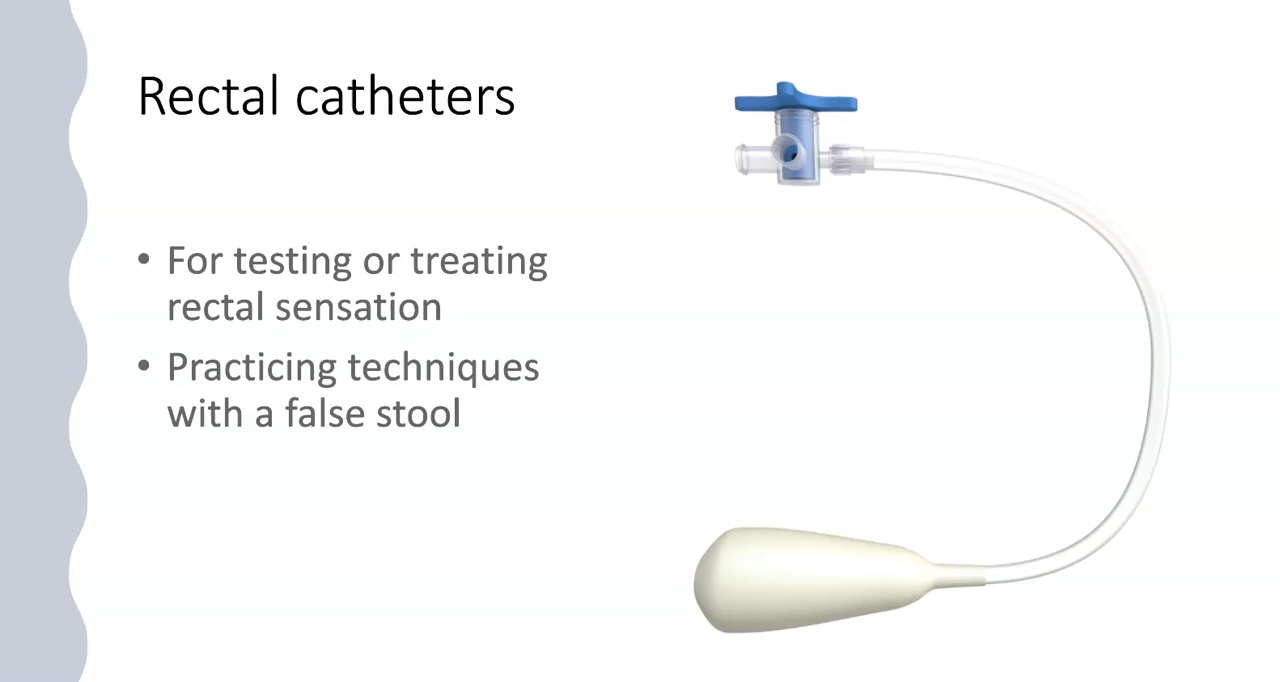 Rectal catheters
• For testing or treating
rectal sensation
• Practicing techniques
with a false stool